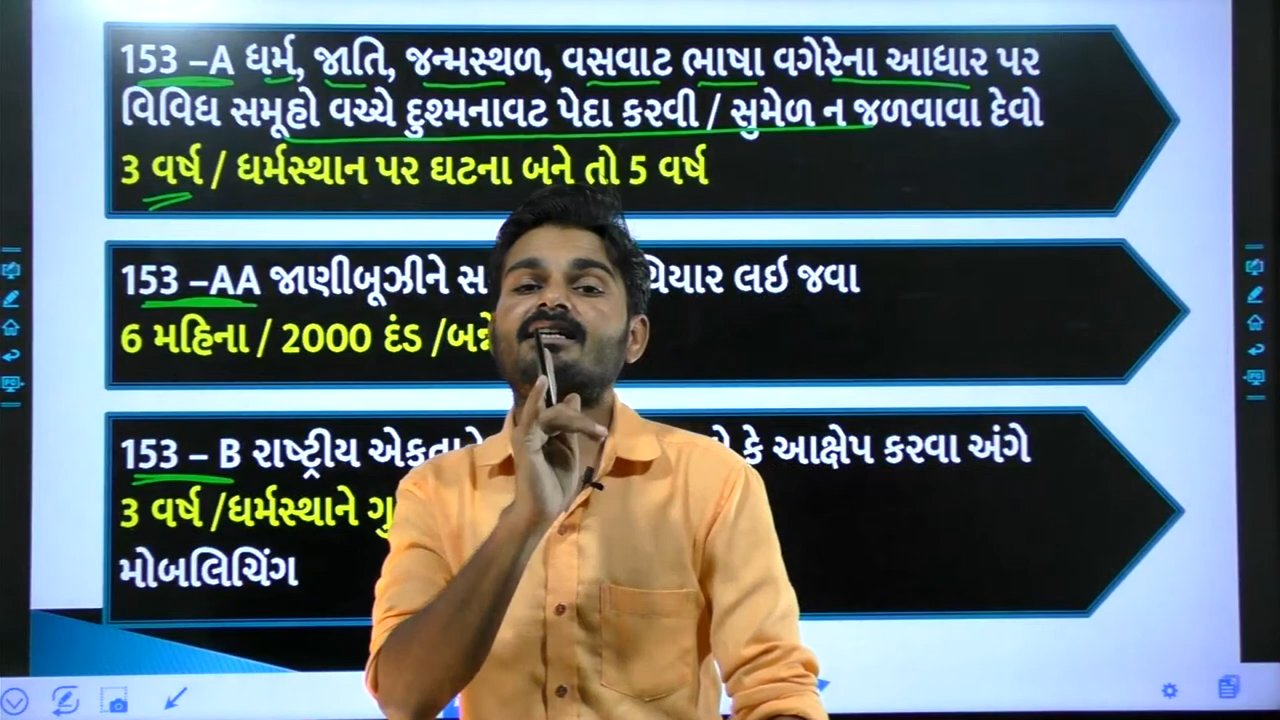 153 –A ધર્મ, જાતિ, જન્મસ્થળ, વસવાટ ભાષા વગેરેના આધાર પર
વિવિધ સમૂહો વચ્ચે દુશ્મનાવટ પેદા કરવી / સુમેળ ન જળવાવા દેવો
3 વર્ષ / ધર્મસ્થાન પર ઘટના બને તો 5 વર્ષ
153 –AA જાણીબૂઝીને લઇ જવા
6 મહિના / 2000 દંડ /
153 – B રાષ્ટ્રીય કે આક્ષેપ કરવા અંગે
3 વર્ષ /ધર્મસ્થાને
મોબલિચિંગ